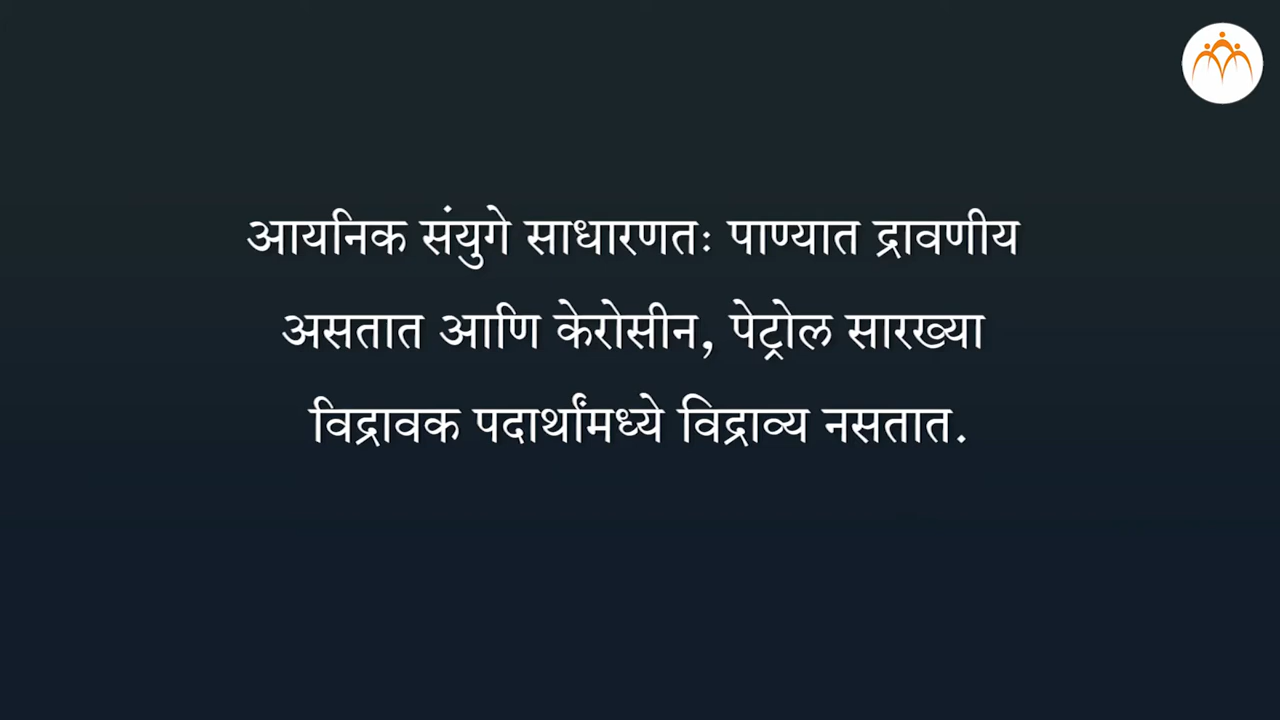 आयनिक संयुगे साधारणतः पाण्यात द्रावणीय
असतात आणि केरोसीन, पेट्रोल सारख्या
विद्रावक पदार्थांमध्ये विद्राव्य नसतात.